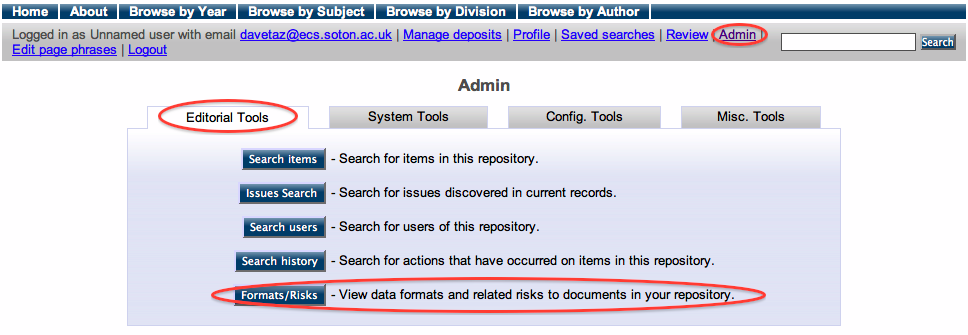 Home | About | Browse by Year | Browse by Subject | Browse by Division | Browse by Author
Logged in as Unnamed user with email davetaz@ecs.soton.ac.uk | Manage deposits | Profile | Saved searches | Review | Admin |
Edit page phrases | Logout
Search
Admin
Editorial Tools System Tools Config. Tools Misc. Tools
Search items - Search for items in this repository.
Issues Search - Search for issues discovered in current records.
Search users - Search for users of this repository.
Search history - Search for actions that have occurred on items in this repository.
Formats/Risks - View data formats and related risks to documents in your repository.